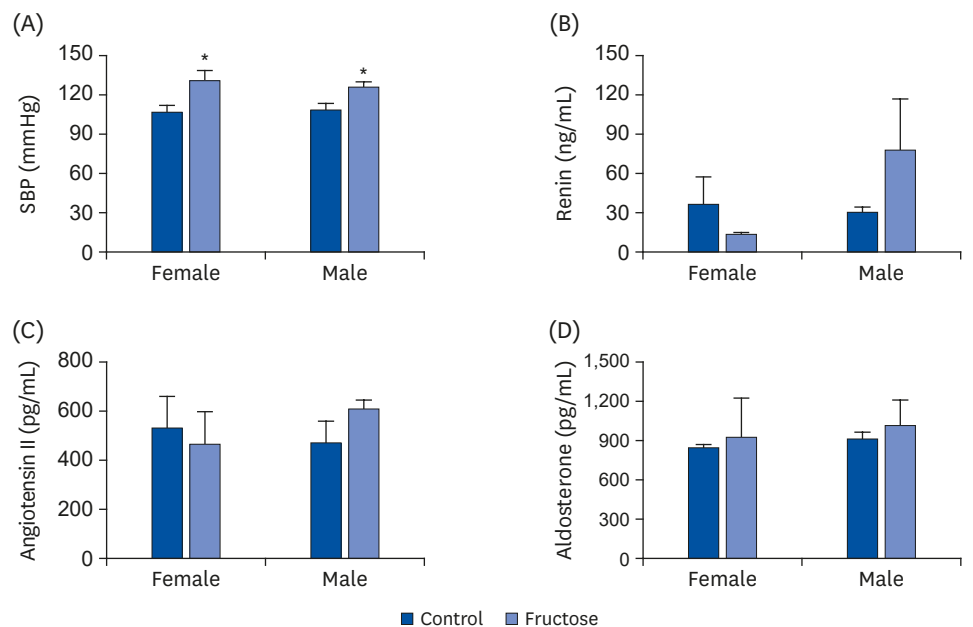 (A)
SBP (mmHg)
150
120
90
60
30
0
*
*
Female
Male
(B)
Renin (ng/mL)
150
120
90
60
30
0
Female
Male
(C)
Angiotensin II (pg/mL)
800
600
400
200
0
Female
Male
(D)
Aldosterone (pg/mL)
1,500
1,200
900
600
300
0
Female
Male
Control
Fructose